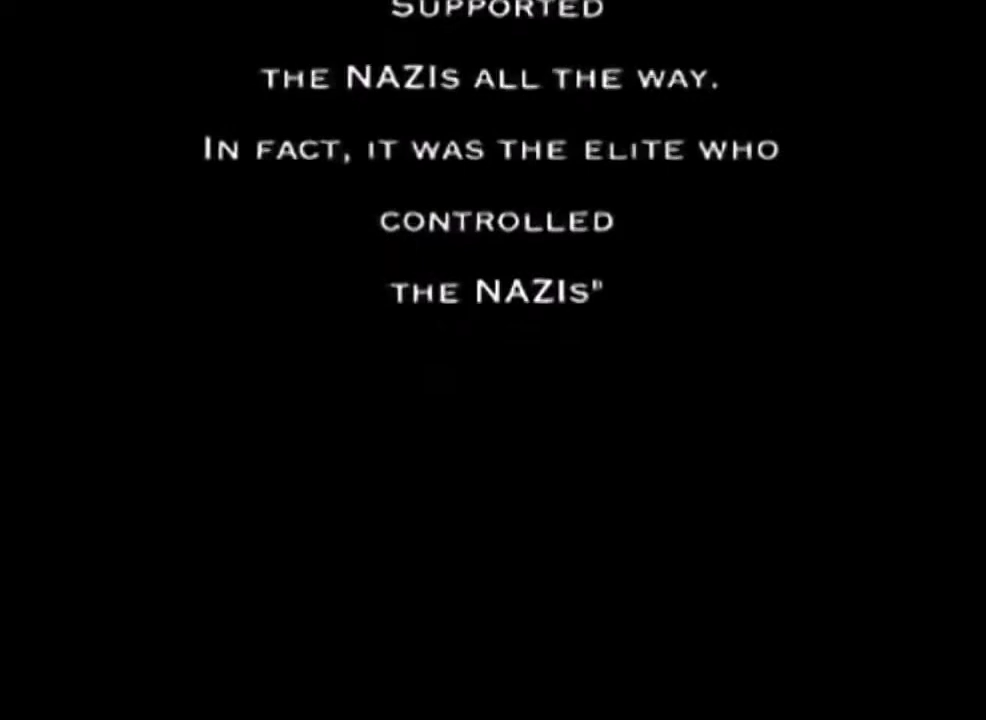 SUPPORTED
THE NAZIS ALL THE WAY.
IN FACT, IT WAS THE ELITE WHO
CONTROLLED
THE NAZIS"